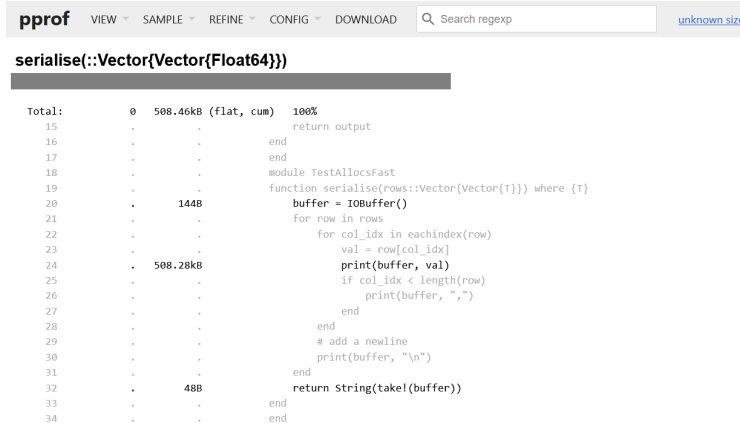 pprof VIEW SAMPLE REFINE CONFIG DOWNLOAD Search regexp unknown size
serialise(::Vector{Vector{Float64}})
Total: 0 508.46kB (flat, cum) 100%
15 . . return output
16 . . end
17 . . end
18 . . module TestAllocsFast
19 . . function serialise(rows::Vector{Vector{T}}) where {T}
20 . 144B buffer = IOBuffer()
21 . . for row in rows
22 . . for col_idx in eachindex(row)
23 . . val = row[col_idx]
24 . 508.28kB print(buffer, val)
25 . . if col_idx < length(row)
26 . . print(buffer, ",")
27 . . end
28 . . end
29 . . # add a newline
30 . . print(buffer, "\n")
31 . . end
32 . 48B return String(take!(buffer))
33 . . end
34 . . end